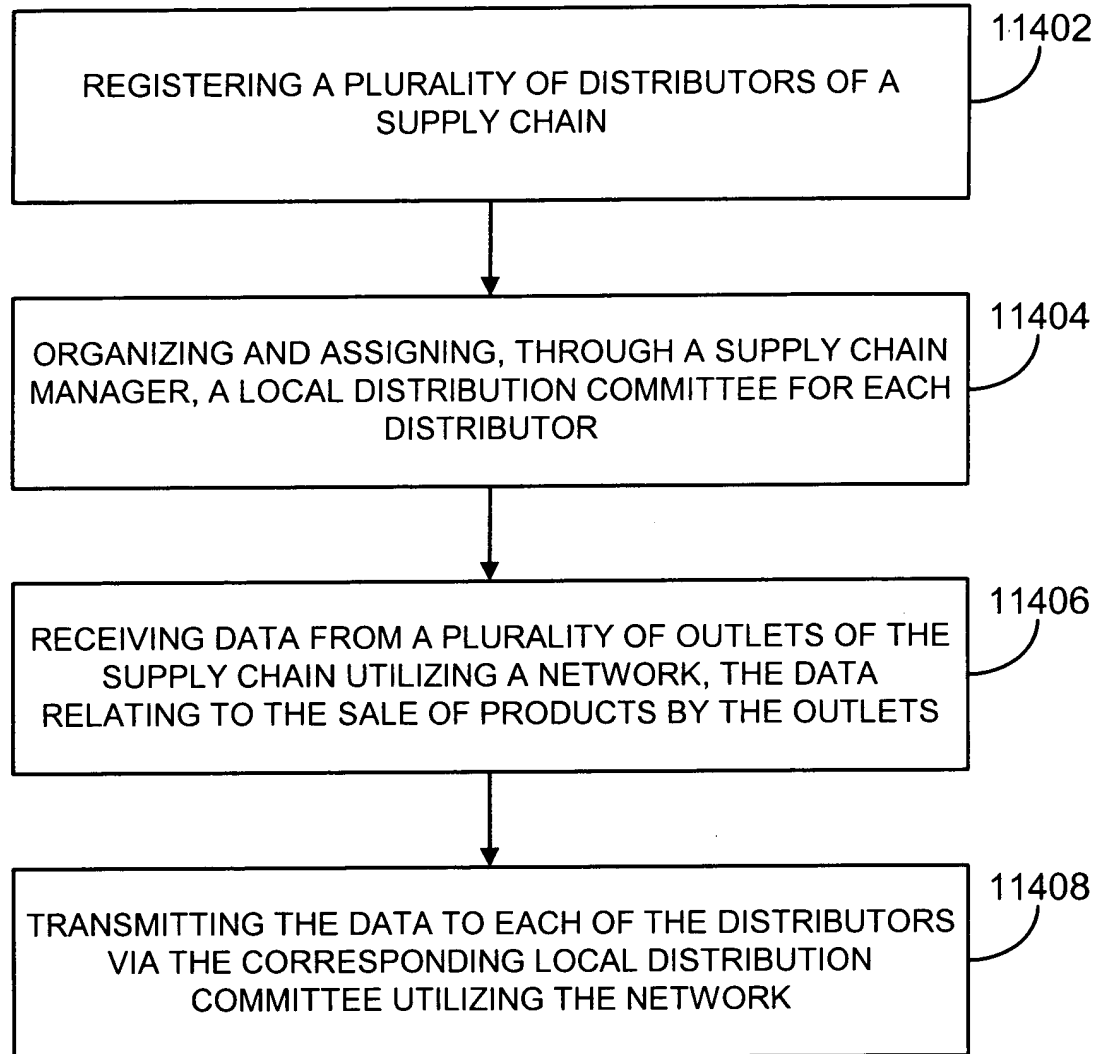 11402
REGISTERING A PLURALITY OF DISTRIBUTORS OF A
SUPPLY CHAIN
11404
ORGANIZING AND ASSIGNING, THROUGH A SUPPLY CHAIN
MANAGER, A LOCAL DISTRIBUTION COMMITTEE FOR EACH
DISTRIBUTOR
11406
RECEIVING DATA FROM A PLURALITY OF OUTLETS OF THE
SUPPLY CHAIN UTILIZING A NETWORK, THE DATA
RELATING TO THE SALE OF PRODUCTS BY THE OUTLETS
11408
TRANSMITTING THE DATA TO EACH OF THE DISTRIBUTORS
VIA THE CORRESPONDING LOCAL DISTRIBUTION
COMMITTEE UTILIZING THE NETWORK